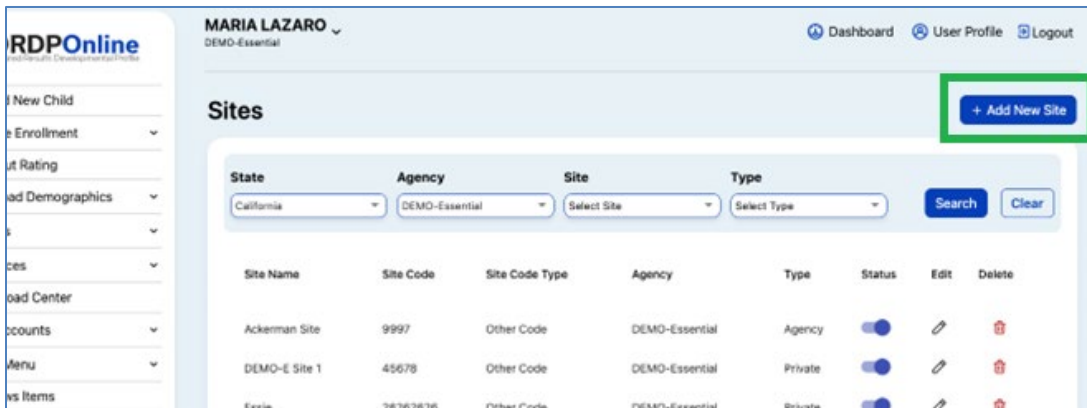 MARIA LAZARO
DEMO-Essential
Dashboard
User Profile
Logout
RDPOnline
New Child
Enrollment
Rating
Demographics
Center
Menu
Items
Sites
+ Add New Site
State Agency Site Type
California DEMO-Essential Select Site Select Type Search Clear
Site Name Site Code Site Code Type Agency Type Status Edit Delete
Ackerman Site 9997 Other Code DEMO-Essential Agency
DEMO-E Site 1 45678 Other Code DEMO-Essential Private
Essie Other Code DEMO-Essential Private